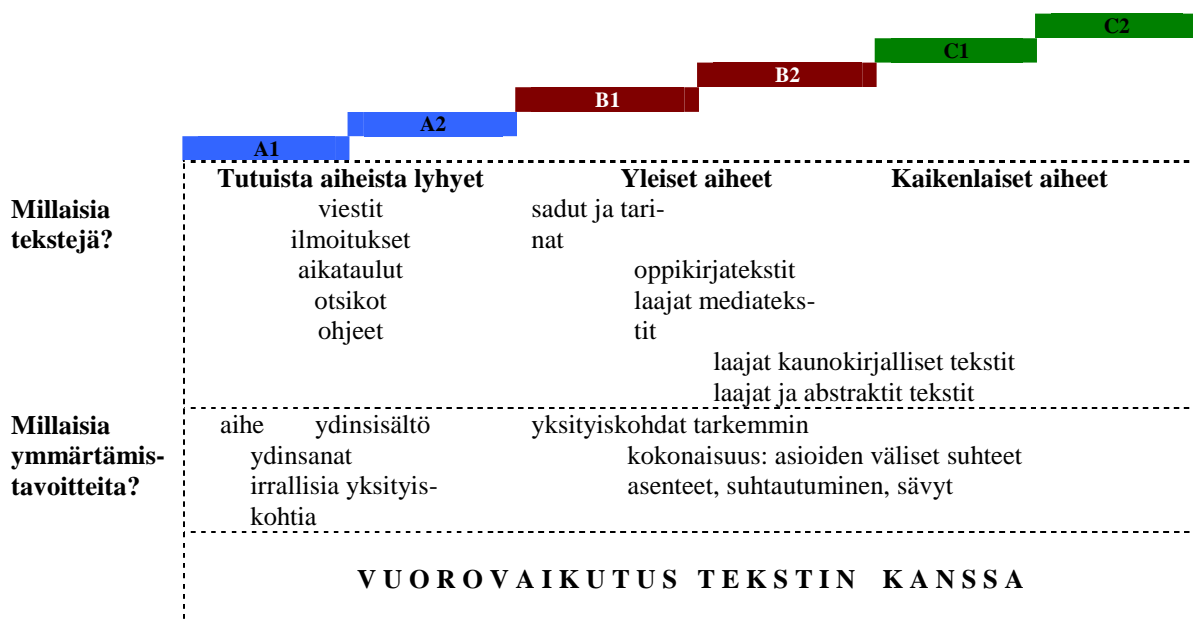 C2
C1
B2
B1
A2
A1
Tutuista aiheista lyhyet Yleiset aiheet Kaikenlaiset aiheet
Millaisia viestit sadut ja tari-
tekstejä? ilmoitukset nat
aikataulut oppikirjatekstit
otsikot laajat mediateks-
ohjeet tit
laajat kaunokirjalliset tekstit
laajat ja abstraktit tekstit
Millaisia aihe ydinsisältö yksityiskohdat tarkemmin
ymmärtämis- ydinsanat kokonaisuus: asioiden väliset suhteet
tavoitteita? irrallisia yksityis- asenteet, suhtautuminen, sävyt
kohtia
V U O R O V A I K U T U S T E K S T I N K A N S S A